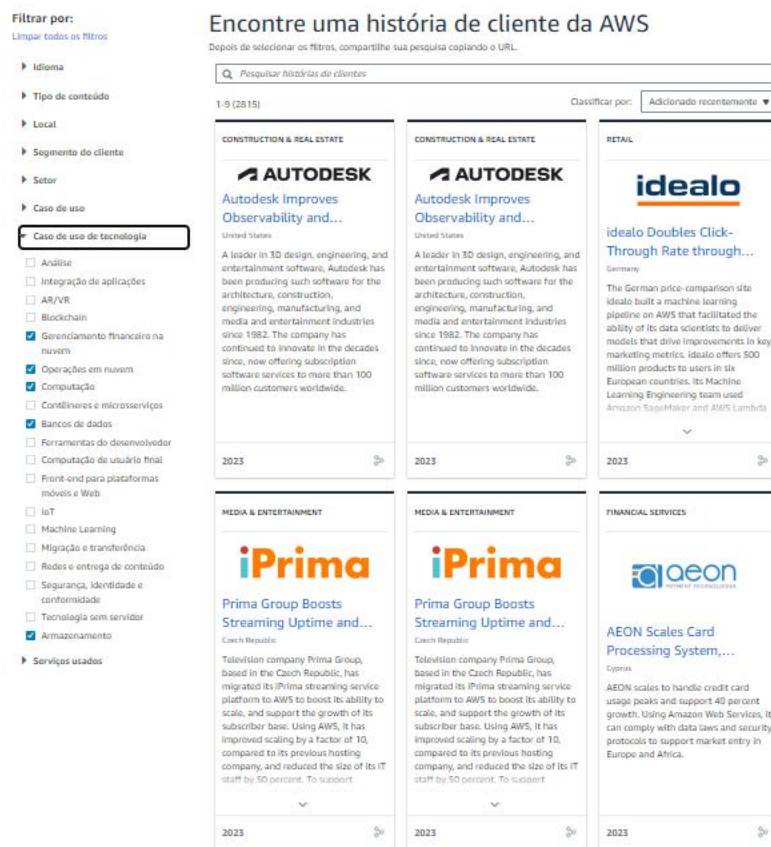 Filtrar por:
Limpar todos os filtros
Idioma
Tipo de conteúdo
Local
Segmento do cliente
Setor
Caso de uso
Caso de uso de tecnologia
Análise
Integração de aplicações
AR/VR
Blockchain
Gerenciamento financeiro na
nuvem
Operações em nuvem
Computação
Contêineres e microsserviços
Bancos de dados
Ferramentas do desenvolvedor
Computação de usuário final
Front-end para plataformas
móveis e Web
IoT
Machine Learning
Migração e transferência
Redes e entrega de conteúdo
Segurança, identidade e
conformidade
Tecnologia sem servidor
Armazenamento
Serviços usados
Encontre uma história de cliente da AWS
Depois de selecionar os filtros, compartilhe sua pesquisa copiando o URL.
Pesquisar histórias de clientes
1-9 (2815)
Classificar por:
Adicionado recentemente
CONSTRUCTION & REAL ESTATE
AUTODESK
Autodesk Improves
Observability and...
United States
A leader in 3D design, engineering, and
entertainment software, Autodesk has
been producing such software for the
architecture, construction,
engineering, manufacturing, and
media and entertainment industries
since 1982. The company has
continued to innovate in the decades
since, now offering subscription
software services to more than 100
million customers worldwide.
2023
CONSTRUCTION & REAL ESTATE
AUTODESK
Autodesk Improves
Observability and...
United States
A leader in 3D design, engineering, and
entertainment software, Autodesk has
been producing such software for the
architecture, construction,
engineering, manufacturing, and
media and entertainment industries
since 1982. The company has
continued to innovate in the decades
since, now offering subscription
software services to more than 100
million customers worldwide.
2023
RETAIL
idealo
idealo Doubles Click-
Through Rate through...
Germany
The German price-comparison site
idealo built a machine learning
pipeline on AWS that facilitated the
ability of its data scientists to deliver
models that drive improvements in key
marketing metrics. idealo offers 500
million products to users in six
European countries. Its Machine
Learning Engineering team used
Amazon SageMaker and AWS Lambda
2023
MEDIA & ENTERTAINMENT
iPrima
Prima Group Boosts
Streaming Uptime and...
Czech Republic
Television company Prima Group,
based in the Czech Republic, has
migrated its iPrima streaming service
platform to AWS to boost its ability to
scale, and support the growth of its
subscriber base. Using AWS, it has
improved scaling by a factor of 10,
compared to its previous hosting
company, and reduced the size of its IT
staff by 50 percent. To support
2023
MEDIA & ENTERTAINMENT
iPrima
Prima Group Boosts
Streaming Uptime and...
Czech Republic
Television company Prima Group,
based in the Czech Republic, has
migrated its iPrima streaming service
platform to AWS to boost its ability to
scale, and support the growth of its
subscriber base. Using AWS, it has
improved scaling by a factor of 10,
compared to its previous hosting
company, and reduced the size of its IT
staff by 50 percent. To support
2023
FINANCIAL SERVICES
aeon
PAYMENT TECHNOLOGIES
AEON Scales Card
Processing System,...
Cyprus
AEON scales to handle credit card
usage peaks and support 40 percent
growth. Using Amazon Web Services, it
can comply with data laws and security
protocols to support market entry in
Europe and Africa.
2023